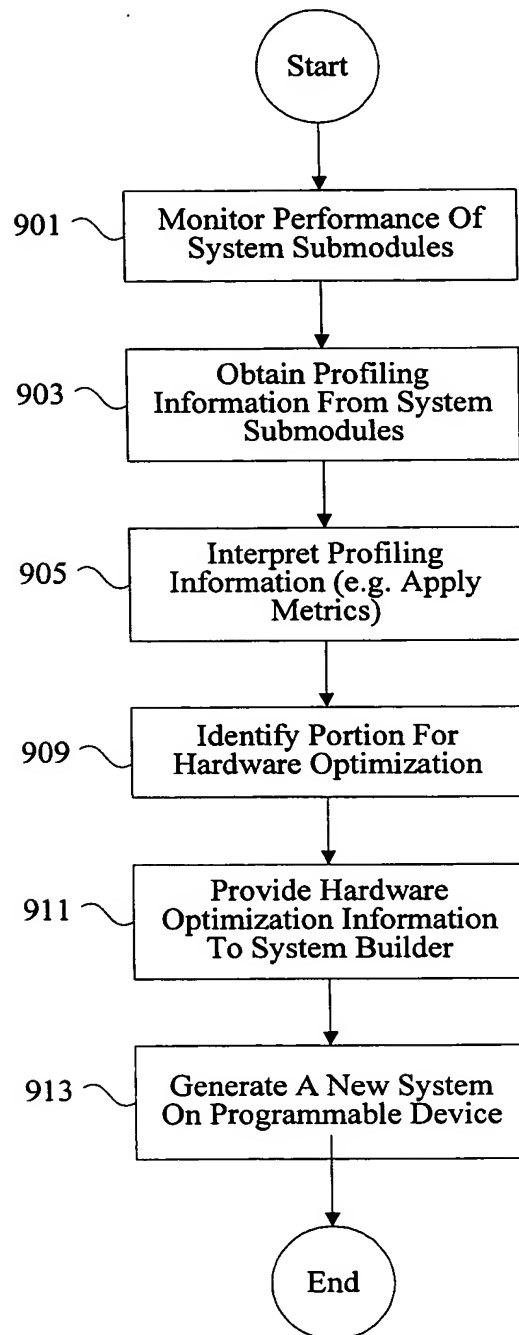 Start
901
Monitor Performance Of
System Submodules
903
Obtain Profiling
Information From System
Submodules
905
Interpret Profiling
Information (e.g. Apply
Metrics)
909
Identify Portion For
Hardware Optimization
911
Provide Hardware
Optimization Information
To System Builder
913
Generate A New System
On Programmable Device
End